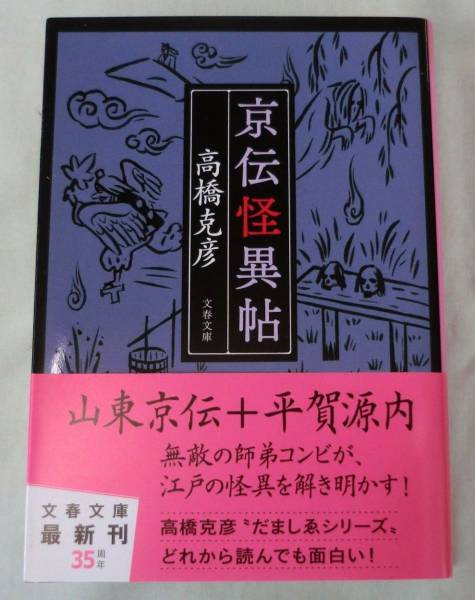 京伝怪異帖
高橋克彦
文春文庫
山東京伝+平賀源内
無敵の師弟コンビが、
江戸の怪異を解き明かす!
文春文庫
最新刊
35周年
高橋克彦〝だましゑシリーズ〟
どれから読んでも面白い!